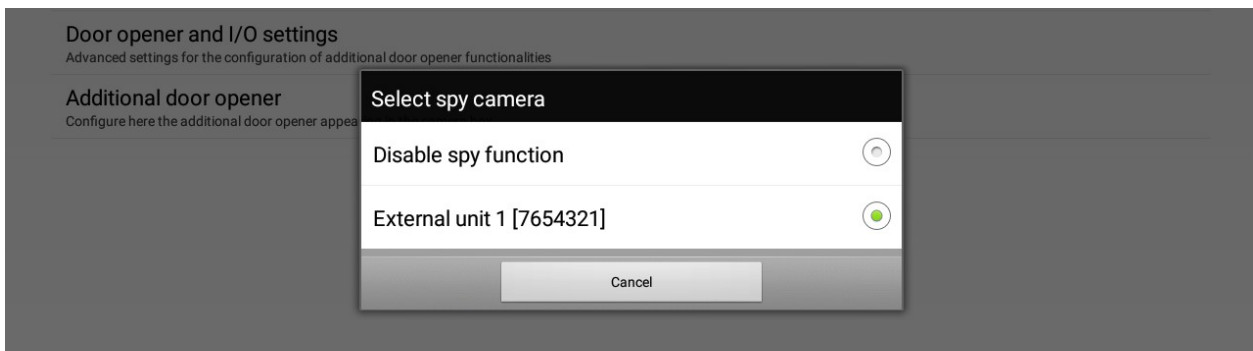 Door opener and I/O settings
Advanced settings for the configuration of additional door opener functionalities
Additional door opener
Configure here the additional door opener appea
Select spy camera
Disable spy function
External unit 1 [7654321]
Cancel